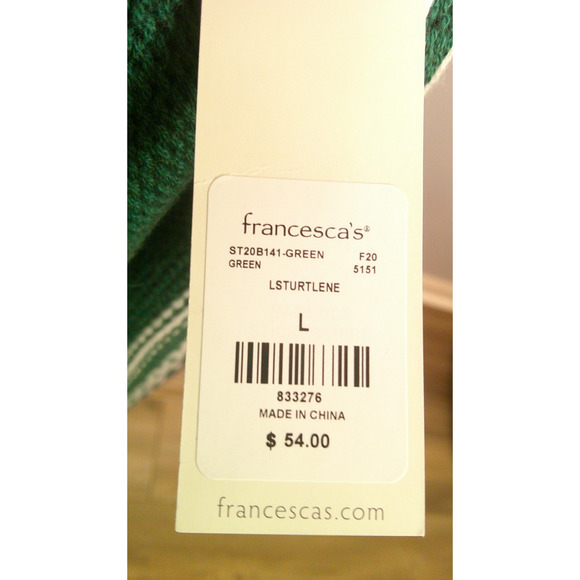 francesca's®
ST20B141-GREEN F20
GREEN 5151
LSTURTLENE
L
833276
MADE IN CHINA
$ 54.00
francescas.com